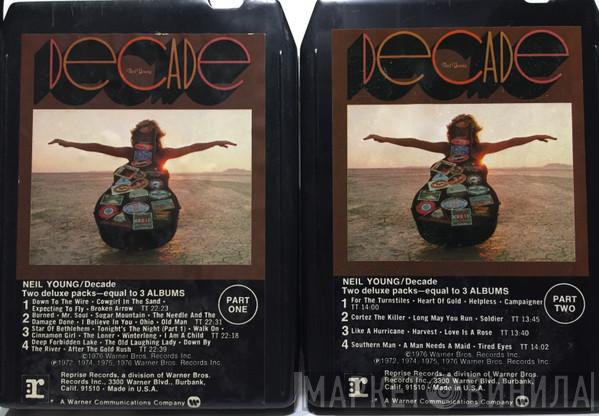 DECADE
Neil Young
NEIL YOUNG/Decade
Two deluxe packs—equal to 3 ALBUMS
PART ONE
1 Down To The Wire • Cowgirl In The Sand •
Expecting To Fly • Broken Arrow TT 22:23
2 Burned • Mr. Soul • Sugar Mountain • The Needle And The
Damage Done • I Believe In You • Ohio • Old Man TT 22:31
3 Star Of Bethlehem • Tonight's The Night (Part 1) • Walk On •
Cinnamon Girl • The Loner • Winterlong • I Am A Child TT 22:18
4 Deep Forbidden Lake • The Old Laughing Lady • Down By
The River • After The Gold Rush TT 22:39
©1976 Warner Bros. Records Inc.
℗1972, 1974, 1975, 1976 Warner Bros. Records Inc.
Reprise Records, a division of Warner Bros.
Records Inc., 3300 Warner Blvd., Burbank,
Calif. 91510 • Made in U.S.A.
A Warner Communications Company
DECADE
Neil Young
NEIL YOUNG/Decade
Two deluxe packs—equal to 3 ALBUMS
PART TWO
1 For The Turnstiles • Heart Of Gold • Helpless • Campaigner
TT 14:00
2 Cortez The Killer • Long May You Run • Soldier TT 13:45
3 Like A Hurricane • Harvest • Love Is A Rose TT 13:40
4 Southern Man • A Man Needs A Maid • Tired Eyes TT 14:02
©1976 Warner Bros. Records Inc.
℗1972, 1974, 1975, 1976 Warner Bros. Records Inc.
Reprise Records, a division of Warner Bros.
Records Inc., 3300 Warner Blvd., Burbank,
Calif. 91510 • Made in U.S.A.
A Warner Communications Company